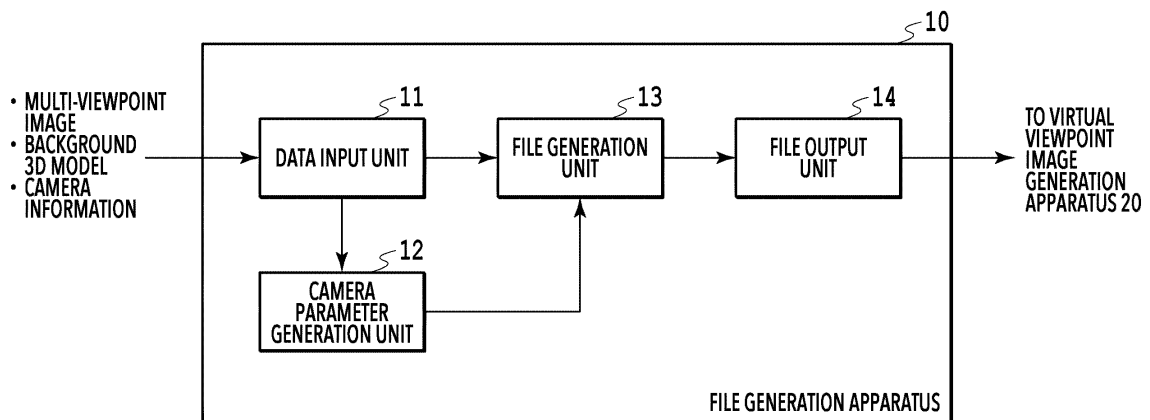 10
• MULTI-VIEWPOINT
IMAGE
• BACKGROUND
3D MODEL
• CAMERA
INFORMATION
11
DATA INPUT UNIT
13
FILE GENERATION
UNIT
14
FILE OUTPUT
UNIT
TO VIRTUAL
VIEWPOINT
IMAGE
GENERATION
APPARATUS 20
12
CAMERA
PARAMETER
GENERATION UNIT
FILE GENERATION APPARATUS